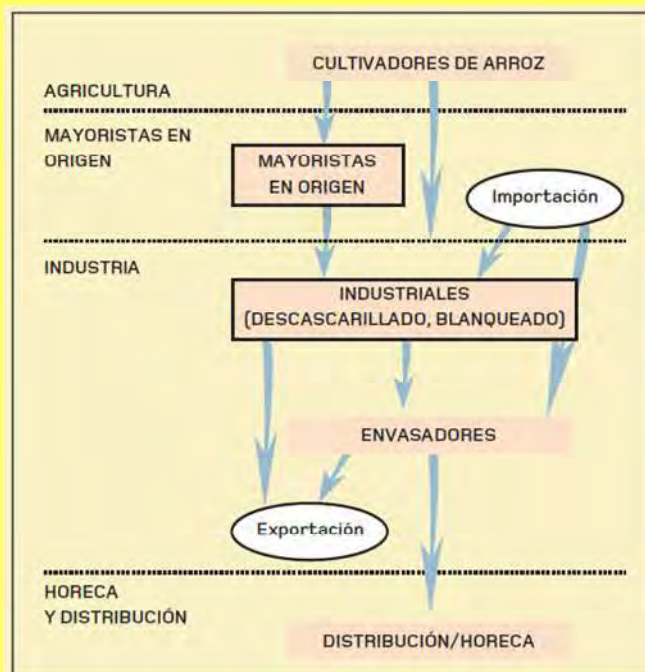 CULTIVADORES DE ARROZ
AGRICULTURA
MAYORISTAS EN
ORIGEN
MAYORISTAS
EN ORIGEN
Importación
INDUSTRIA
INDUSTRIALES
(DESCASCARILLADO, BLANQUEADO)
ENVASADORES
Exportación
HORECA
Y DISTRIBUCIÓN
DISTRIBUCIÓN/HORECA